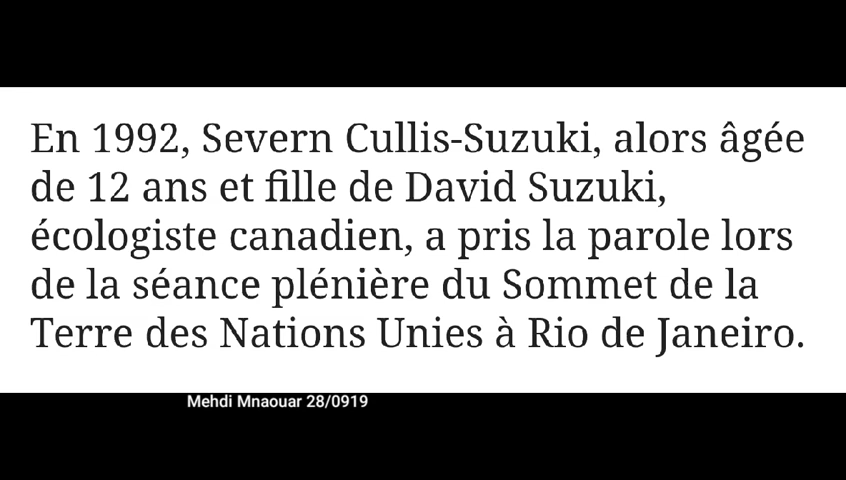 En 1992, Severn Cullis-Suzuki, alors âgée
de 12 ans et fille de David Suzuki,
écologiste canadien, a pris la parole lors
de la séance plénière du Sommet de la
Terre des Nations Unies à Rio de Janeiro.
Mehdi Mnaouar 28/0919